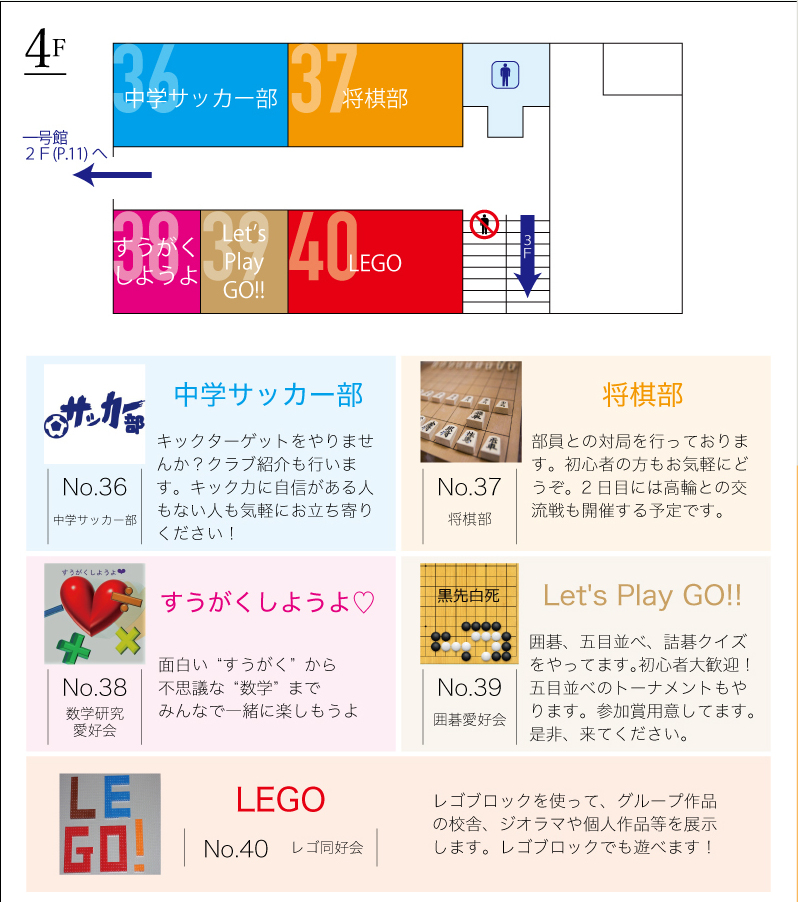 4F
36
中学サッカー部
37
将棋部
一号館
2F(P.11)へ
38
すうがく
しようよ
39
Let's
Play
GO!!
40
LEGO
3F
サッカー部
中学サッカー部
キックターゲットをやりませ
んか？クラブ紹介も行いま
す。キック力に自信がある人
もない人も気軽にお立ち寄り
ください！
No.36
中学サッカー部
将棋部
部員との対局を行っておりま
す。初心者の方もお気軽にど
うぞ。２日目には高輪との交
流戦も開催する予定です。
No.37
将棋部
すうがくしようよ♥
すうがくしようよ♡
面白い“すうがく”から
不思議な“数学”まで
みんなで一緒に楽しもうよ
No.38
数学研究
愛好会
黒先白死
Let's Play GO!!
囲碁、五目並べ、詰碁クイズ
をやってます。初心者大歓迎！
五目並べのトーナメントもや
ります。参加賞用意してます。
是非、来てください。
No.39
囲碁愛好会
LE
GO!
LEGO
No.40 レゴ同好会
レゴブロックを使って、グループ作品
の校舎、ジオラマや個人作品等を展示
します。レゴブロックでも遊べます！